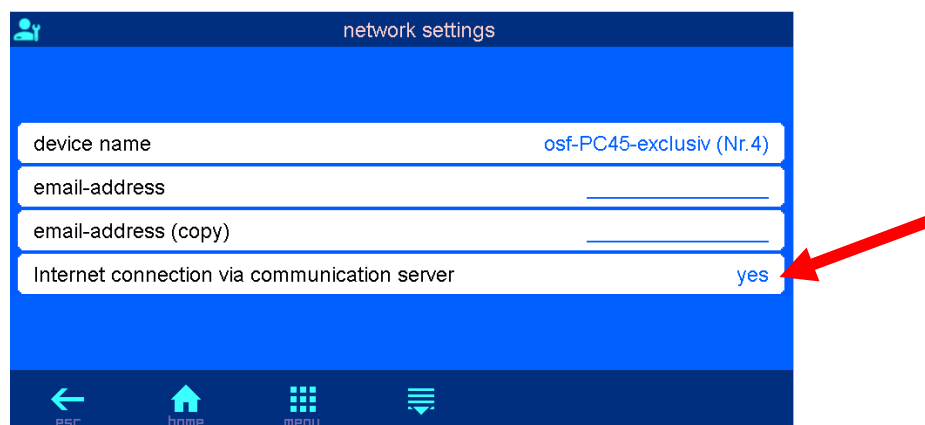 network settings
device name osf-PC45-exclusiv (Nr.4)
email-address
email-address (copy)
Internet connection via communication server yes
esc home menu